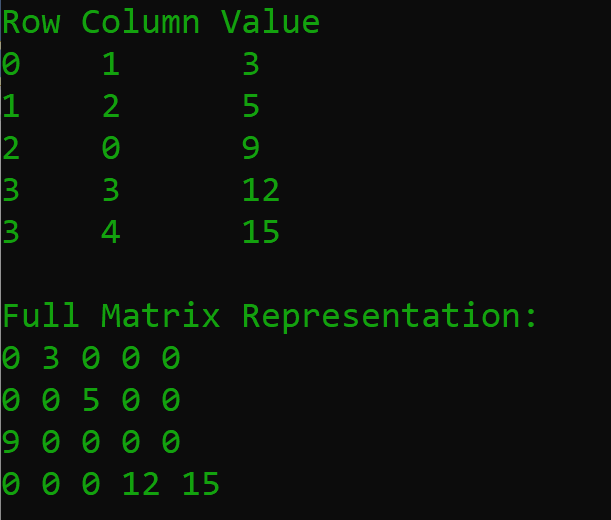 Row Column Value
0    1      3
1    2      5
2    0      9
3    3      12
3    4      15

Full Matrix Representation:
0 3 0 0 0
0 0 5 0 0
9 0 0 0 0
0 0 0 12 15